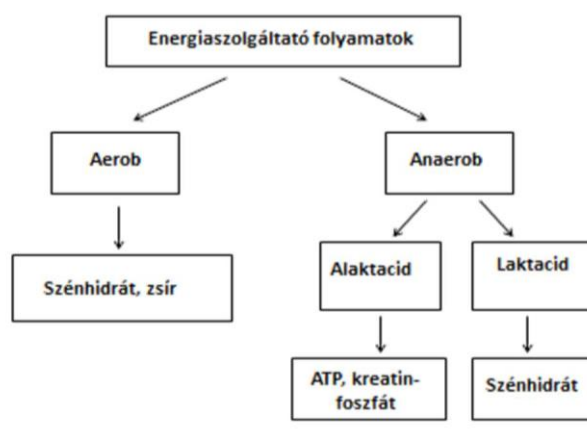 Energiaszolgáltató folyamatok
Aerob
Anaerob
Szénhidrát, zsír
Alaktacid
Laktacid
ATP, kreatin-
foszfát
Szénhidrát